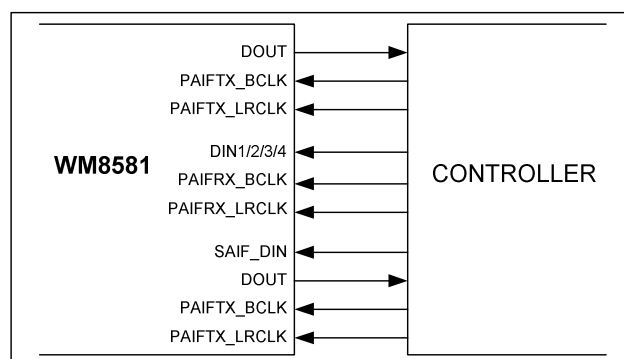 DOUT
PAIFTX_BCLK
PAIFTX_LRCLK
DIN1/2/3/4
WM8581
CONTROLLER
PAIFRX_BCLK
PAIFRX_LRCLK
SAIF_DIN
DOUT
PAIFTX_BCLK
PAIFTX_LRCLK